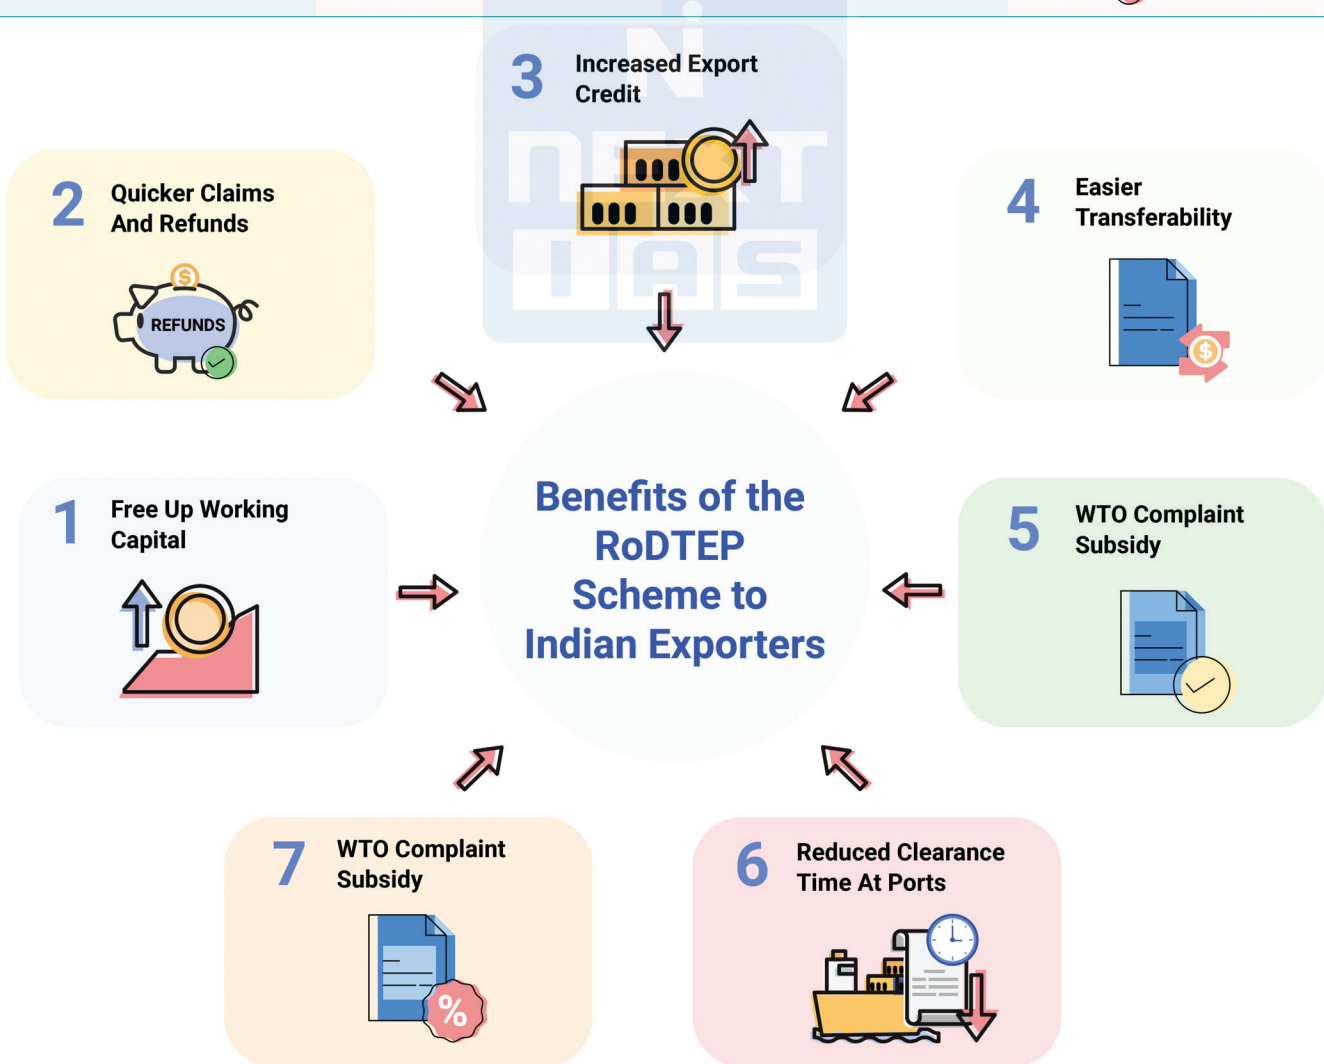 3
Increased Export
Credit
2
Quicker Claims
And Refunds
REFUNDS
4
Easier
Transferability
$
1
Free Up Working
Capital
Benefits of the
RoDTEP
Scheme to
Indian Exporters
5
WTO Complaint
Subsidy
7
WTO Complaint
Subsidy
%
6
Reduced Clearance
Time At Ports
$
NEXT
IAS